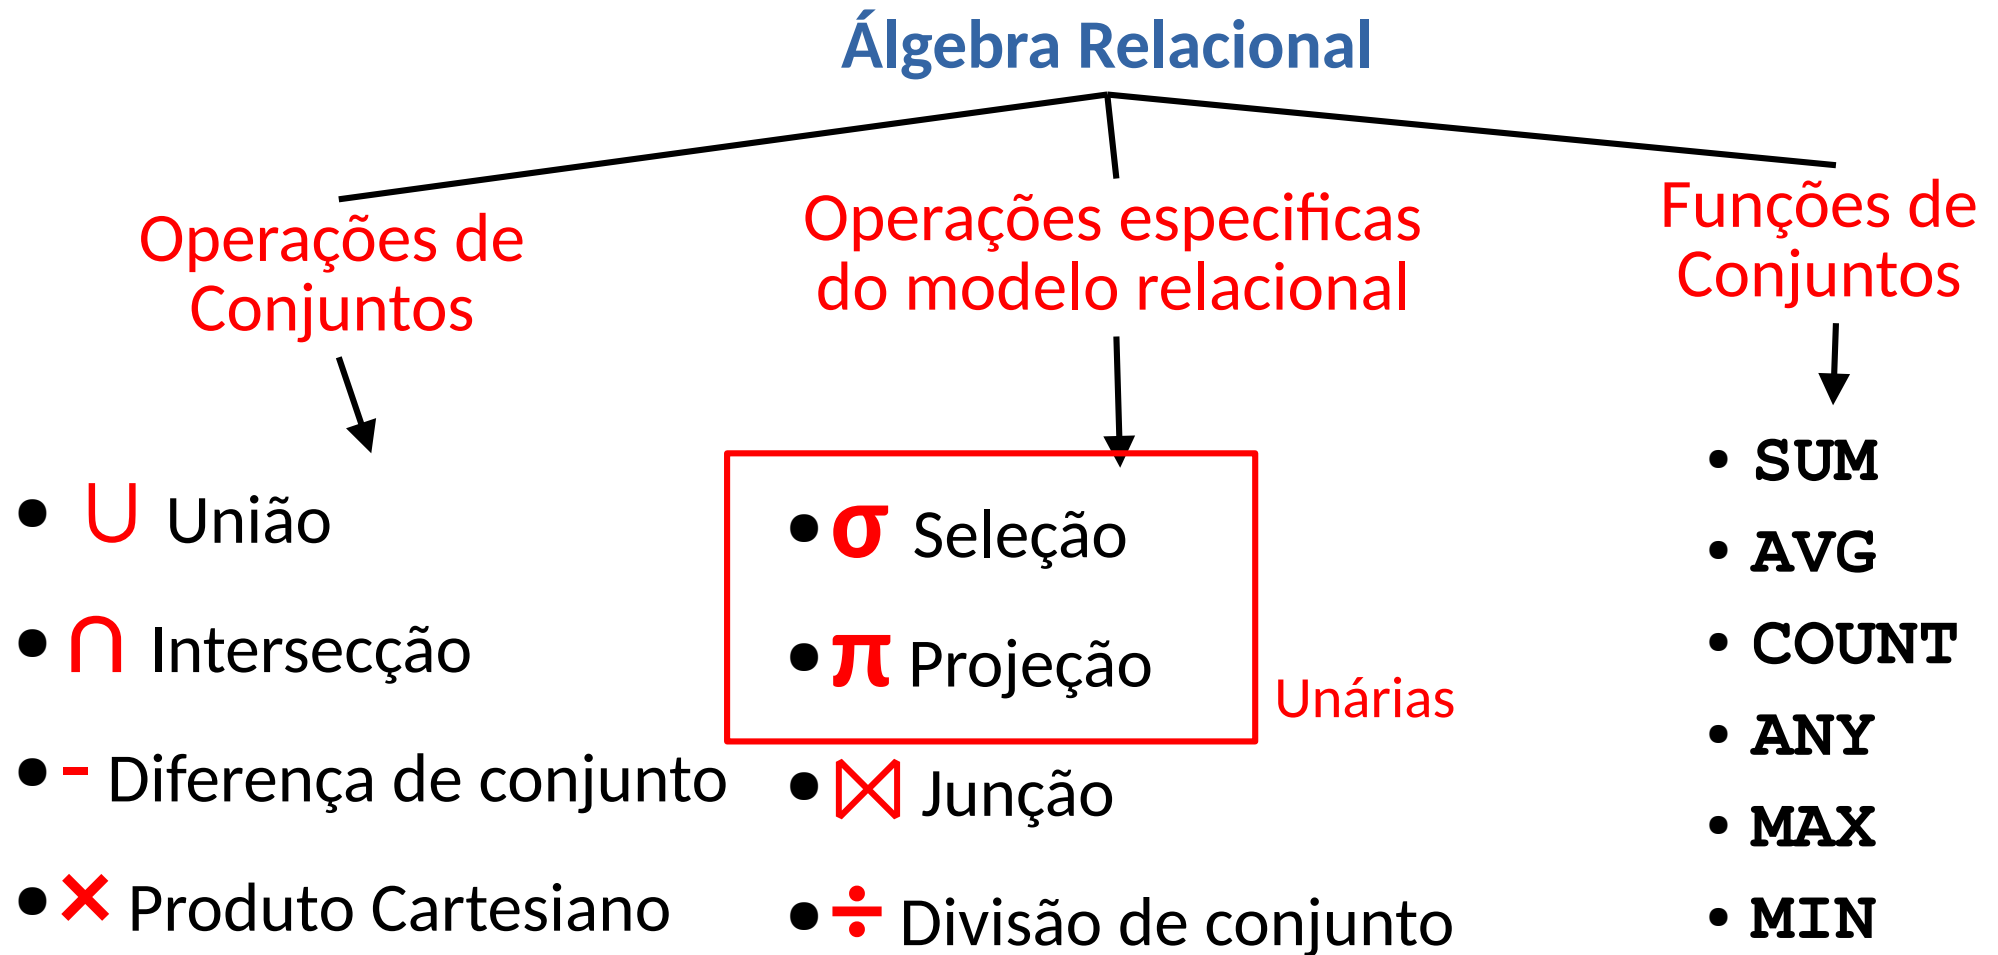 Álgebra Relacional
Operações de
Conjuntos
• ∪ União
• ∩ Intersecção
• - Diferença de conjunto
• × Produto Cartesiano
Operações especificas
do modelo relacional
• σ Seleção
• π Projeção
Unárias
• ⋈ Junção
• ÷ Divisão de conjunto
Funções de
Conjuntos
• SUM
• AVG
• COUNT
• ANY
• MAX
• MIN